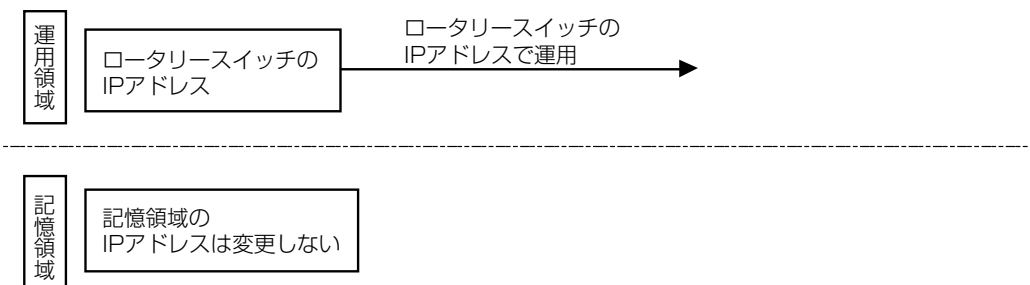 運用領域
ロータリースイッチの
IPアドレス
ロータリースイッチの
IPアドレスで運用
記憶領域
記憶領域の
IPアドレスは変更しない